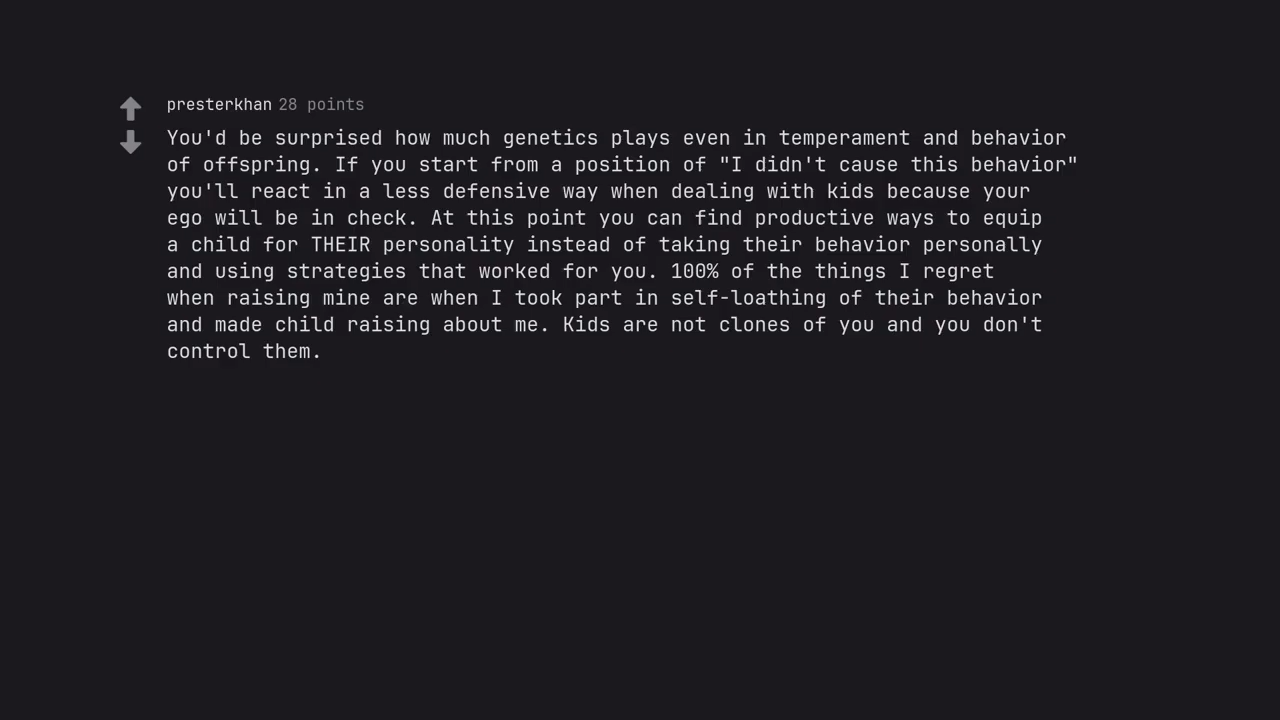 presterkhan 28 points
You'd be surprised how much genetics plays even in temperament and behavior
of offspring. If you start from a position of "I didn't cause this behavior"
you'll react in a less defensive way when dealing with kids because your
ego will be in check. At this point you can find productive ways to equip
a child for THEIR personality instead of taking their behavior personally
and using strategies that worked for you. 100% of the things I regret
when raising mine are when I took part in self-loathing of their behavior
and made child raising about me. Kids are not clones of you and you don't
control them.